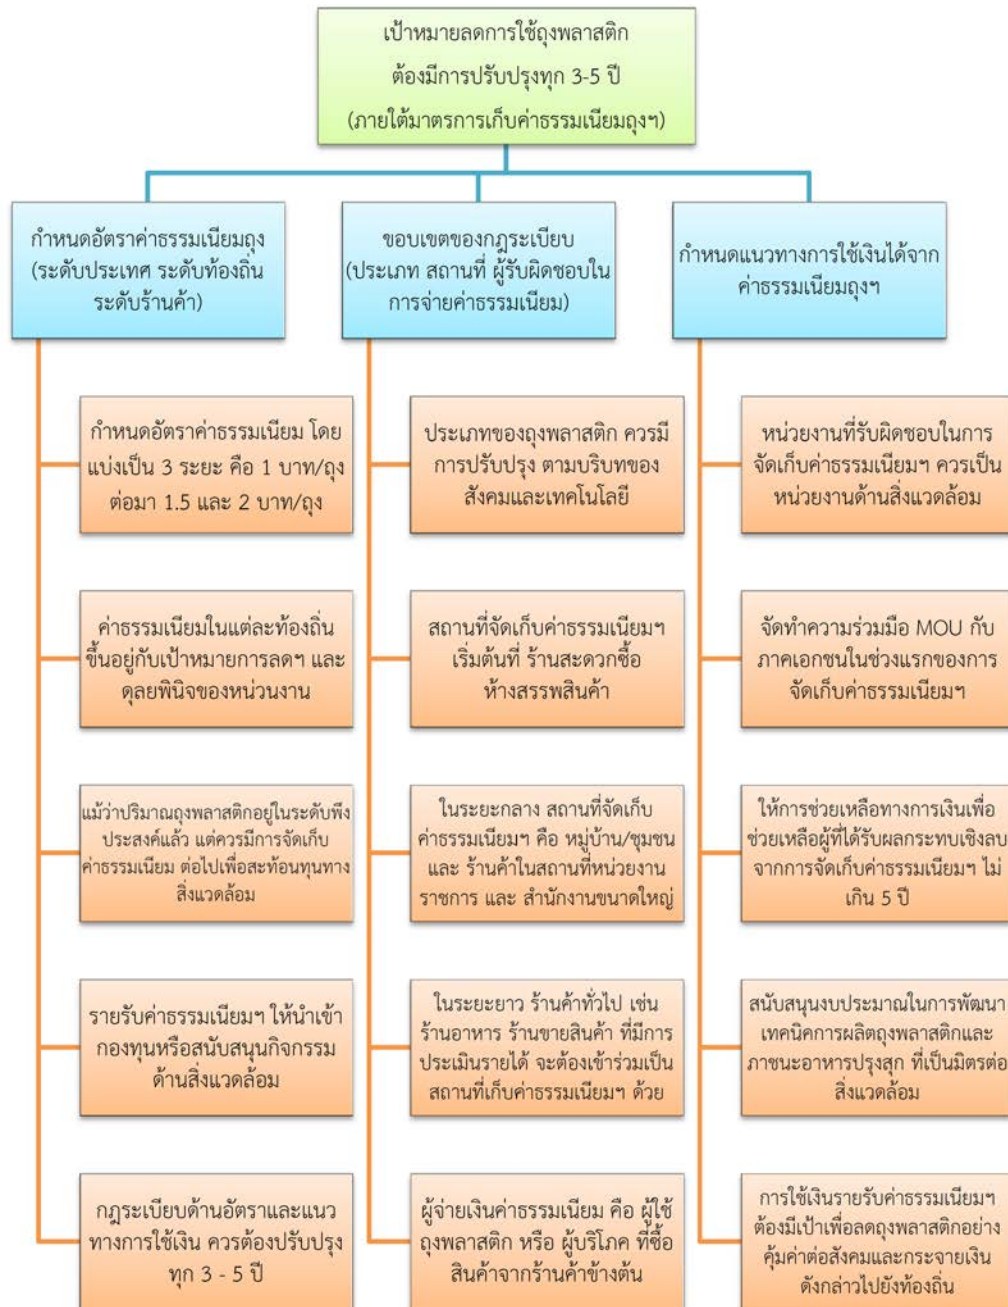 เป้าหมายลดการใช้ถุงพลาสติก
ต้องมีการปรับปรุงทุก 3-5 ปี
(ภายใต้มาตรการเก็บค่าธรรมเนียมถุงฯ)
กำหนดอัตราค่าธรรมเนียมถุง
(ระดับประเทศ ระดับท้องถิ่น
ระดับร้านค้า)
กำหนดอัตราค่าธรรมเนียม โดย
แบ่งเป็น 3 ระยะ คือ 1 บาท/ถุง
ต่อมา 1.5 และ 2 บาท/ถุง
ค่าธรรมเนียมในแต่ละท้องถิ่น
ขึ้นอยู่กับเป้าหมายการลดฯ และ
ดุลยพินิจของหน่วนงาน
แม้ว่าปริมาณถุงพลาสติกอยู่ในระดับพึง
ประสงค์แล้ว แต่ควรมีการจัดเก็บ
ค่าธรรมเนียม ต่อไปเพื่อสะท้อนทุนทาง
สิ่งแวดล้อม
รายรับค่าธรรมเนียมฯ ให้นำเข้า
กองทุนหรือสนับสนุนกิจกรรม
ด้านสิ่งแวดล้อม
กฎระเบียบด้านอัตราและแนว
ทางการใช้เงิน ควรต้องปรับปรุง
ทุก 3 - 5 ปี
ขอบเขตของกฎระเบียบ
(ประเภท สถานที่ ผู้รับผิดชอบใน
การจ่ายค่าธรรมเนียม)
ประเภทของถุงพลาสติก ควรมี
การปรับปรุง ตามบริบทของ
สังคมและเทคโนโลยี
สถานที่จัดเก็บค่าธรรมเนียมฯ
เริ่มต้นที่ ร้านสะดวกซื้อ
ห้างสรรพสินค้า
ในระยะกลาง สถานที่จัดเก็บ
ค่าธรรมเนียมฯ คือ หมู่บ้าน/ชุมชน
และ ร้านค้าในสถานที่หน่วยงาน
ราชการ และ สำนักงานขนาดใหญ่
ในระยะยาว ร้านค้าทั่วไป เช่น
ร้านอาหาร ร้านขายสินค้า ที่มีการ
ประเมินรายได้ จะต้องเข้าร่วมเป็น
สถานที่เก็บค่าธรรมเนียมฯ ด้วย
ผู้จ่ายเงินค่าธรรมเนียม คือ ผู้ใช้
ถุงพลาสติก หรือ ผู้บริโภค ที่ซื้อ
สินค้าจากร้านค้าข้างต้น
กำหนดแนวทางการใช้เงินได้จาก
ค่าธรรมเนียมถุงฯ
หน่วยงานที่รับผิดชอบในการ
จัดเก็บค่าธรรมเนียมฯ ควรเป็น
หน่วยงานด้านสิ่งแวดล้อม
จัดทำความร่วมมือ MOU กับ
ภาคเอกชนในช่วงแรกของการ
จัดเก็บค่าธรรมเนียมฯ
ให้การช่วยเหลือทางการเงินเพื่อ
ช่วยเหลือผู้ที่ได้รับผลกระทบเชิงลบ
จากการจัดเก็บค่าธรรมเนียมฯ ไม่
เกิน 5 ปี
สนับสนุนงบประมาณในการพัฒนา
เทคนิคการผลิตถุงพลาสติกและ
ภาชนะอาหารปรุงสุก ที่เป็นมิตรต่อ
สิ่งแวดล้อม
การใช้เงินรายรับค่าธรรมเนียมฯ
ต้องมีเป้าเพื่อลดถุงพลาสติกอย่าง
คุ้มค่าต่อสังคมและกระจายเงิน
ดังกล่าวไปยังท้องถิ่น